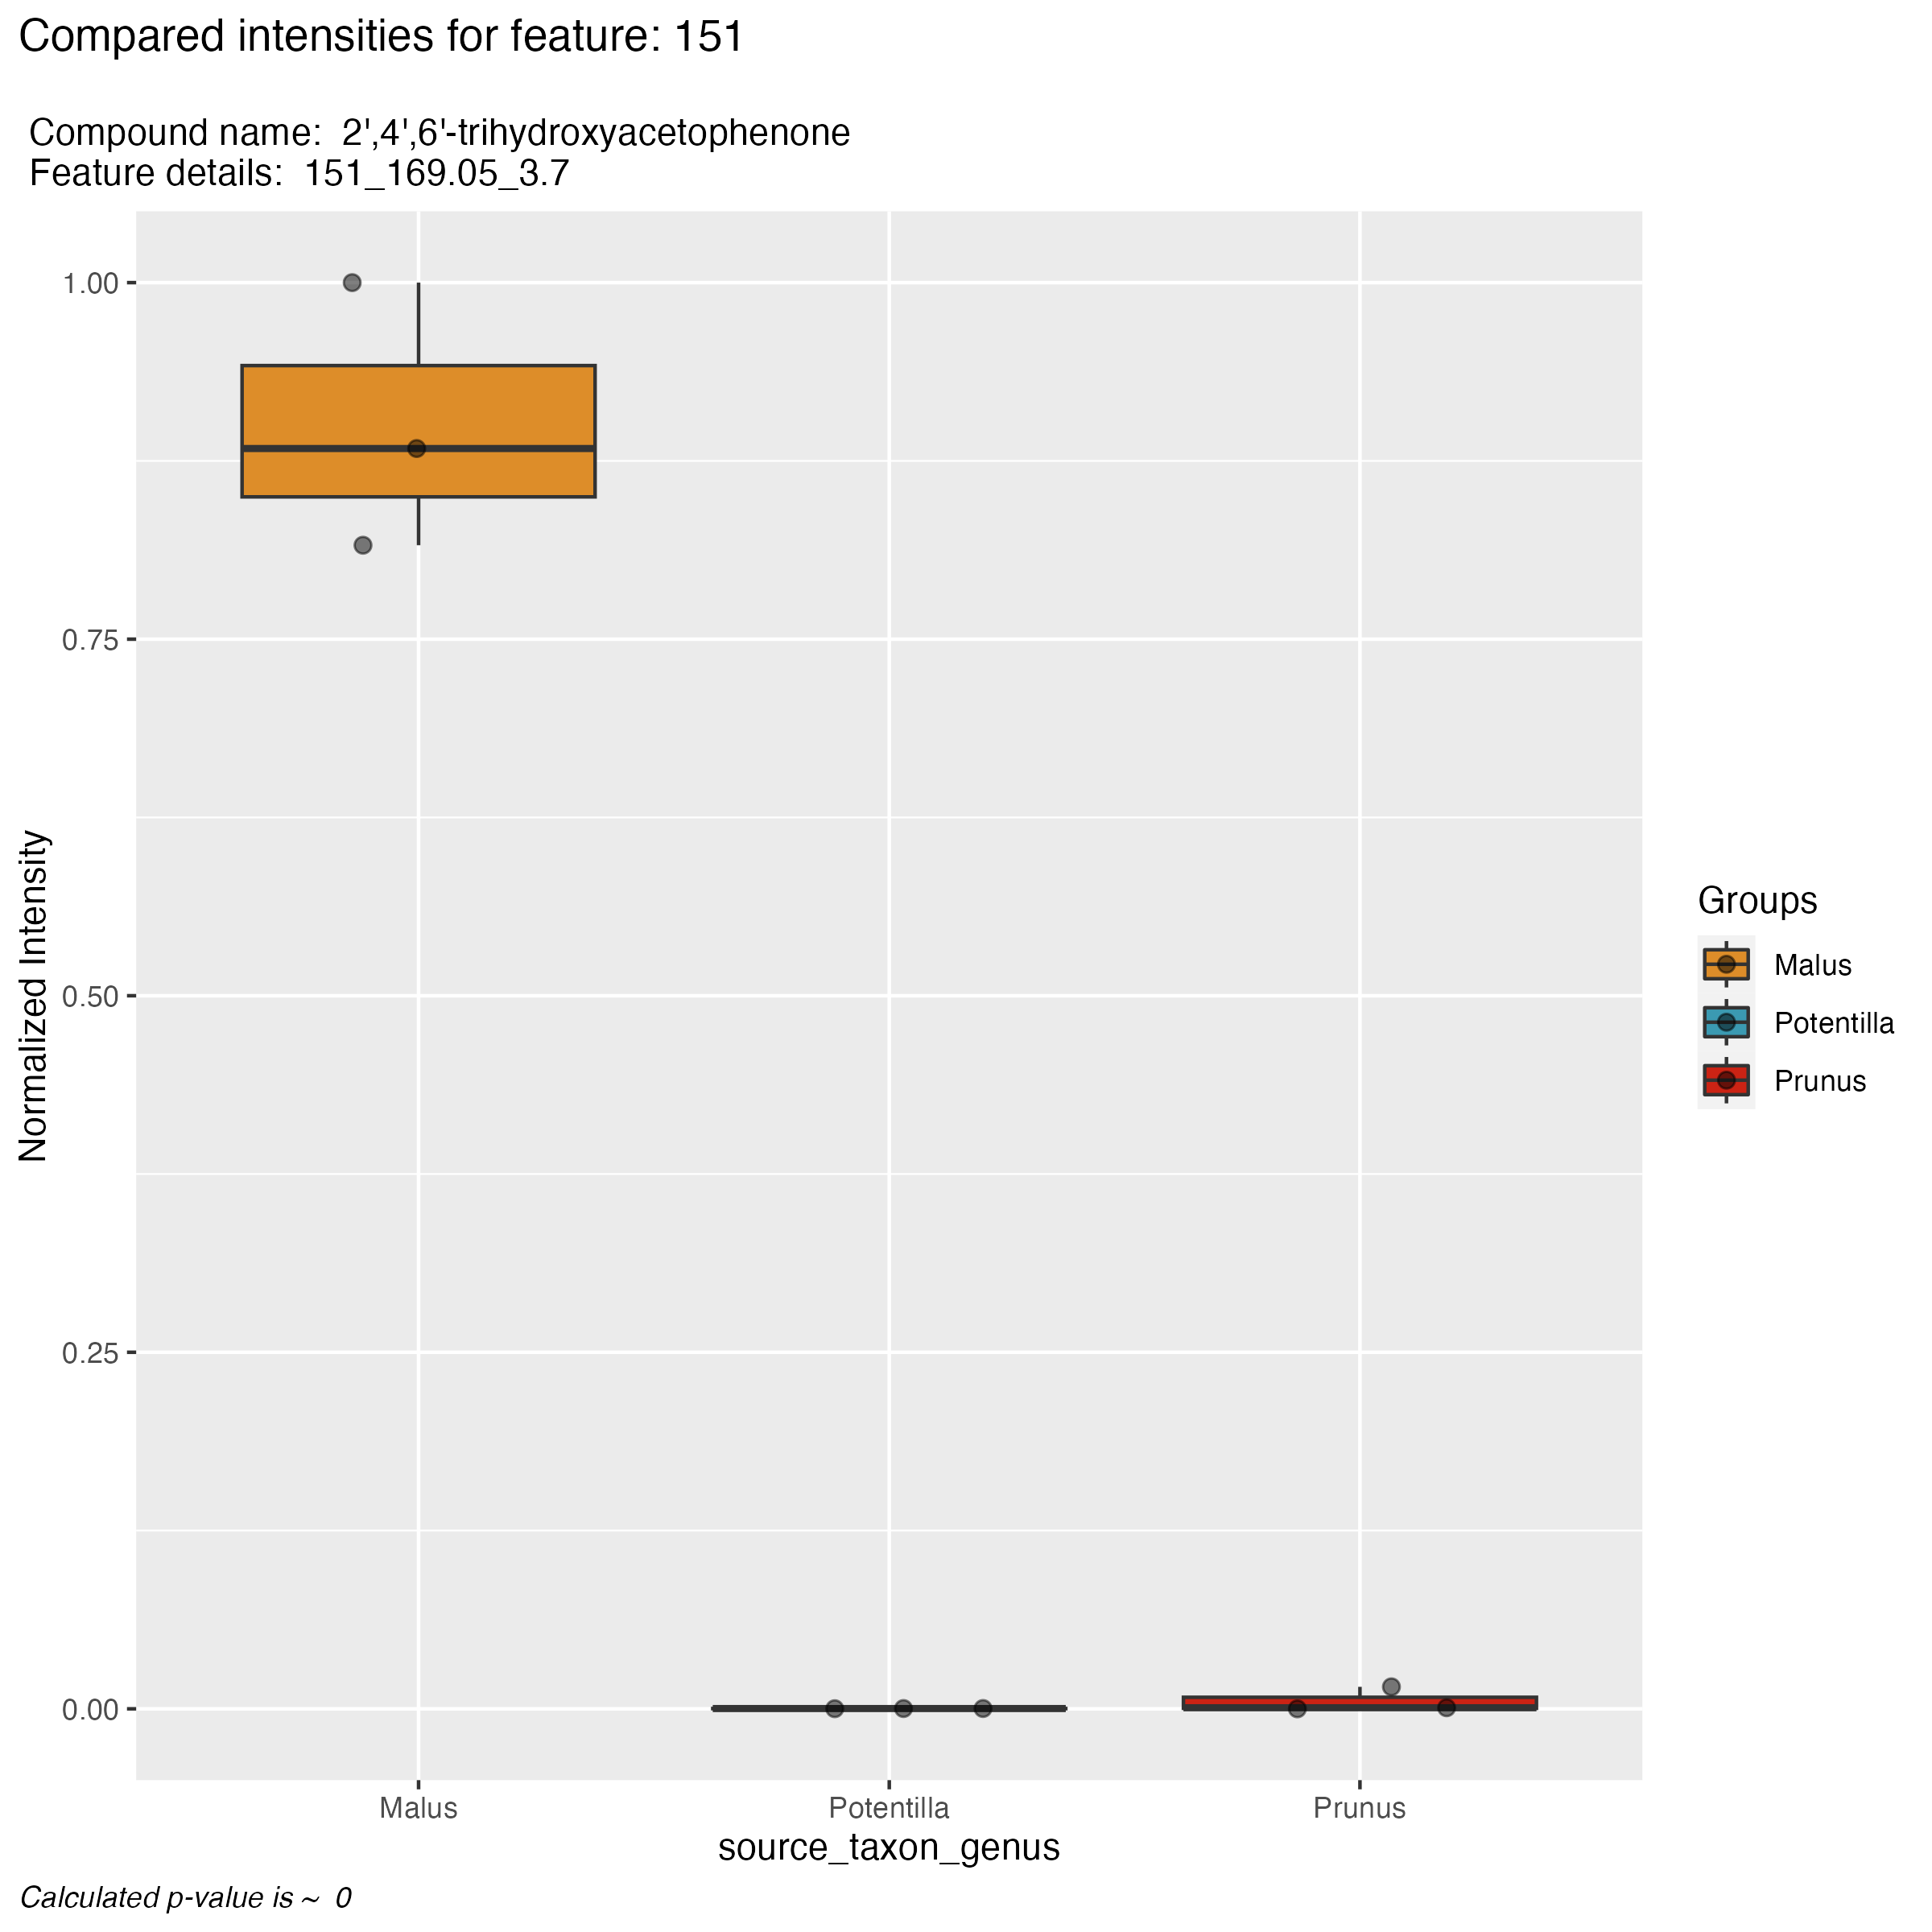 Compared intensities for feature: 151
Compound name:  2',4',6'-trihydroxyacetophenone
Feature details:  151_169.05_3.7
Normalized Intensity
1.00
0.75
0.50
0.25
0.00
Malus
Potentilla
Prunus
source_taxon_genus
Groups
Malus
Potentilla
Prunus
Calculated p-value is ~  0